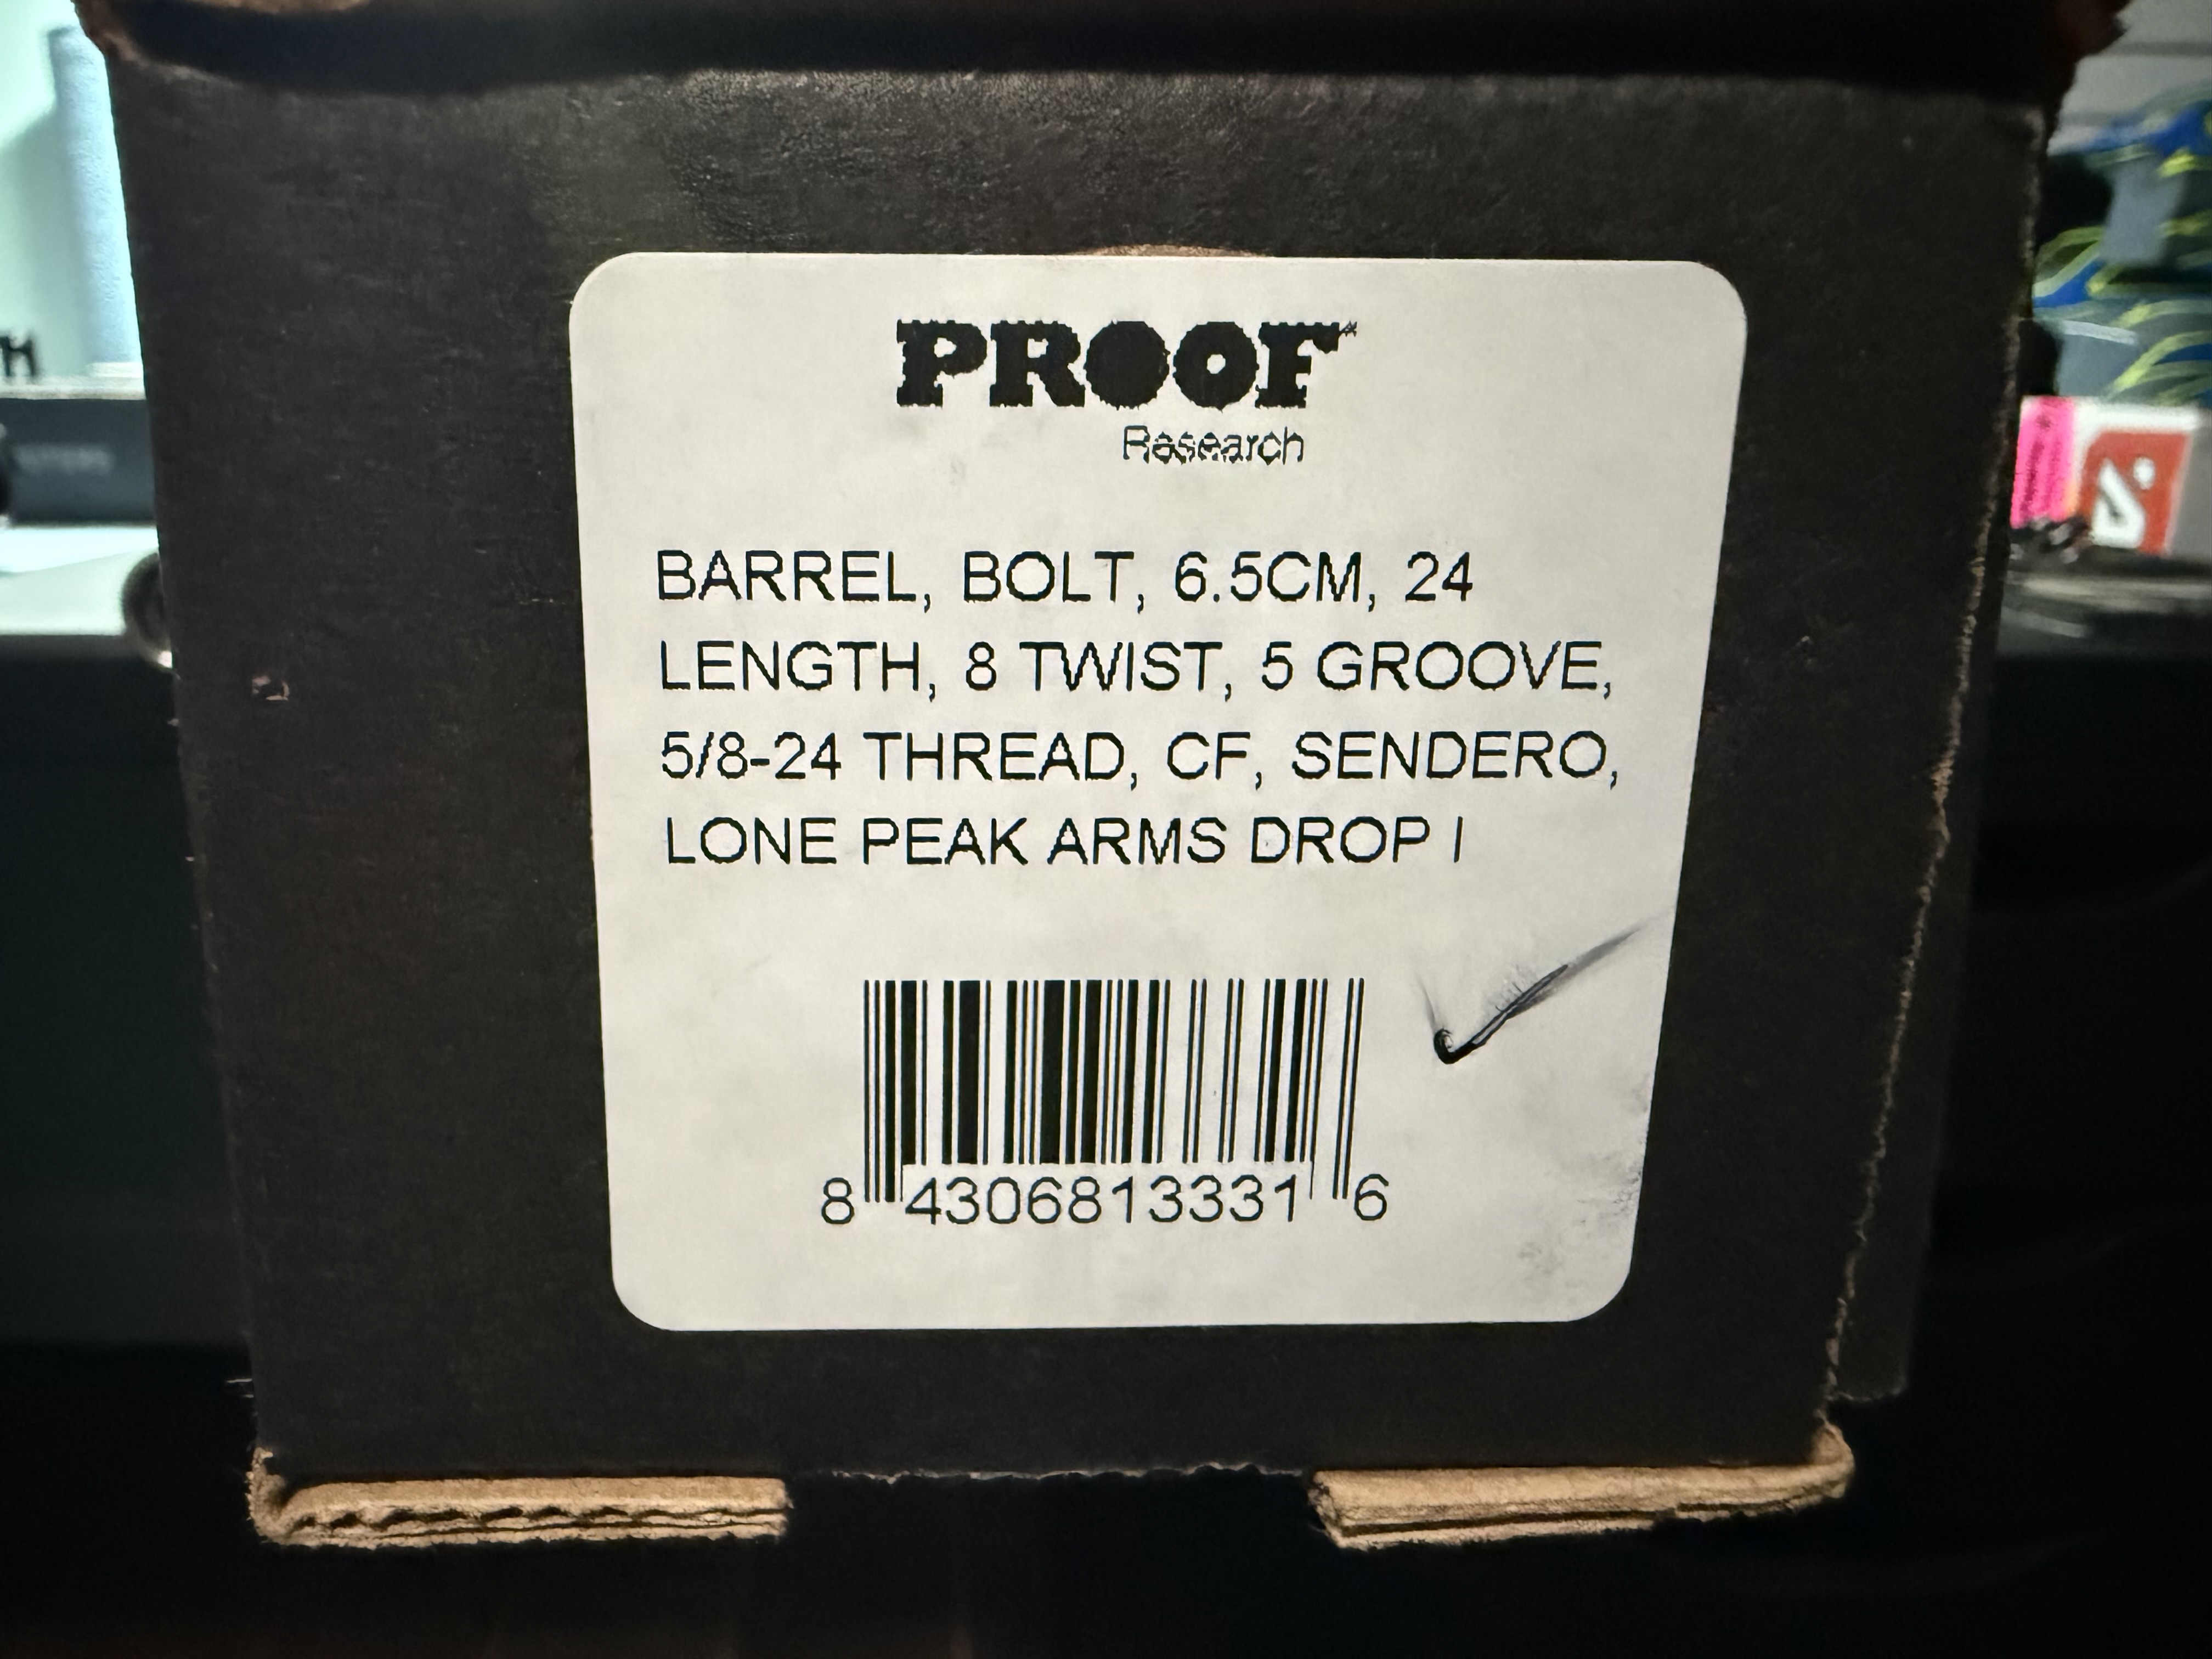 PROOF
Research
BARREL, BOLT, 6.5CM, 24
LENGTH, 8 TWIST, 5 GROOVE,
5/8-24 THREAD, CF, SENDERO,
LONE PEAK ARMS DROP I
8 4306813331 6